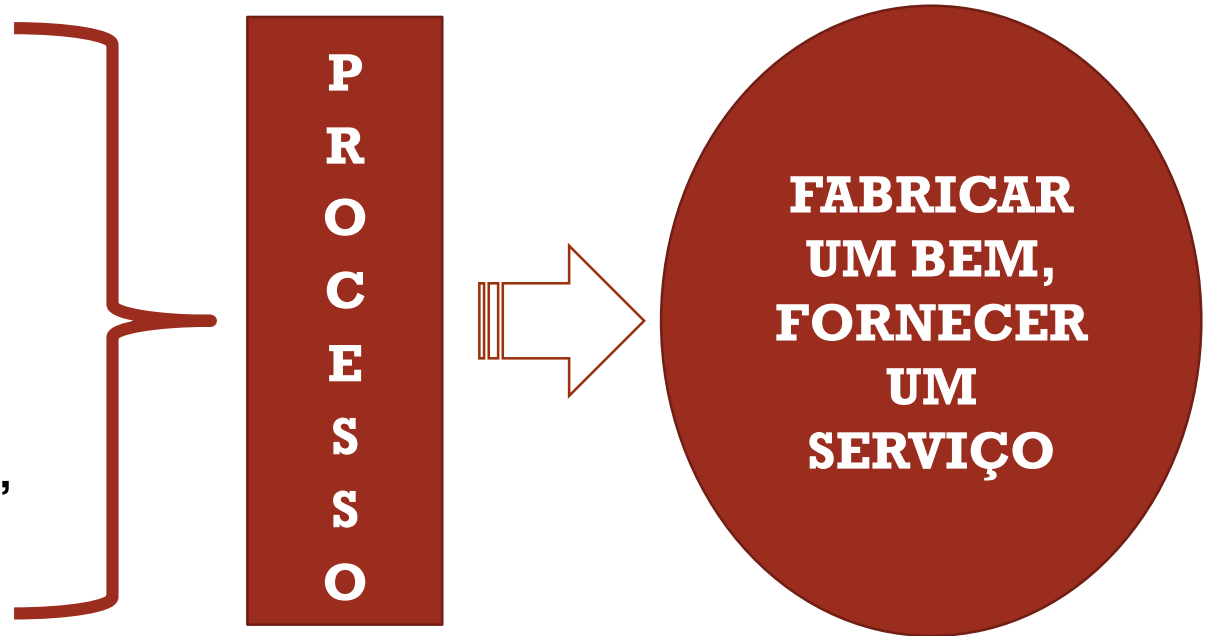 P
R
O
C
E
S
S
O
FABRICAR
UM BEM,
FORNECER
UM
SERVIÇO
,